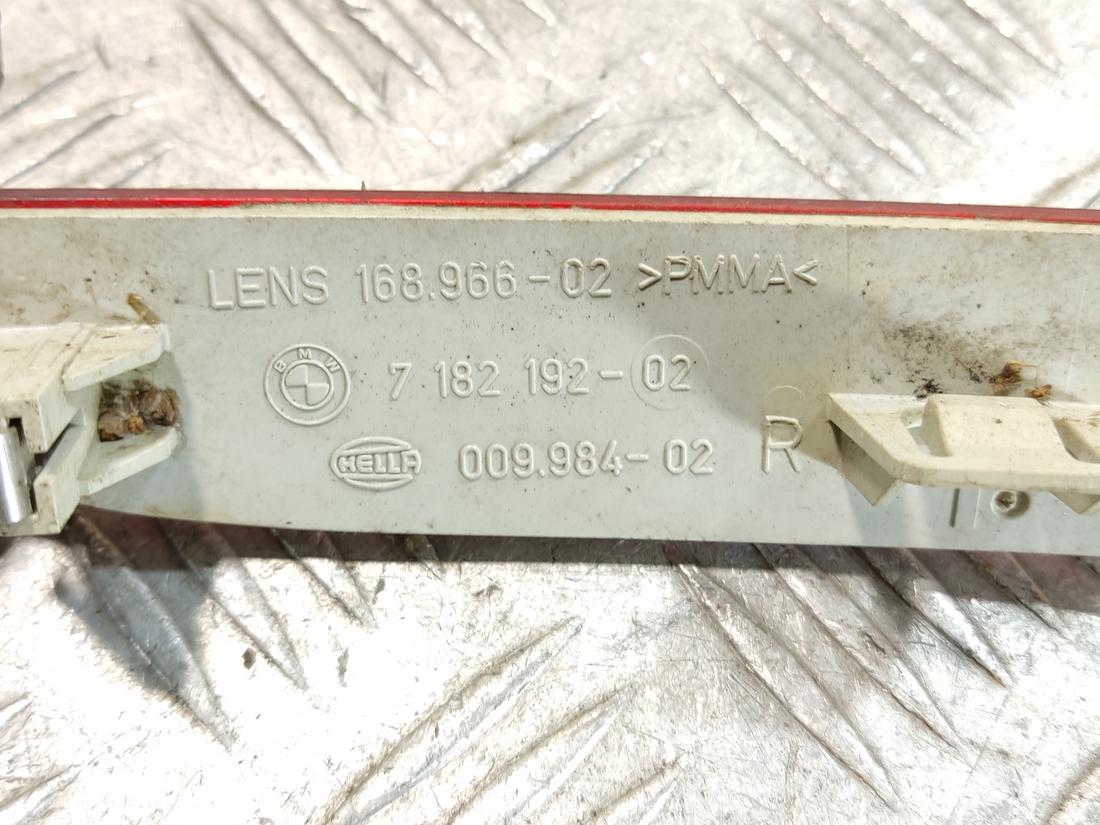 LENS 168.966-02 >PMMA<
BMW 7 182 192-02
HELLA 009.984-02 R